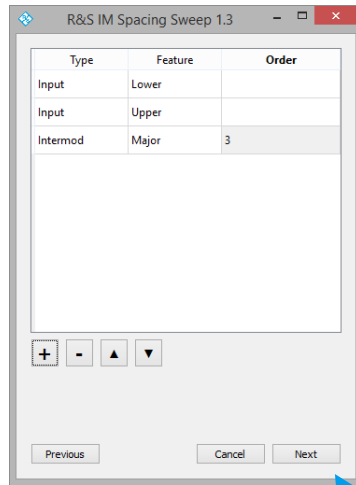 R&S IM Spacing Sweep 1.3
Type Feature Order
Input Lower
Input Upper
Intermod Major 3
+ - ▲ ▼
Previous Cancel Next